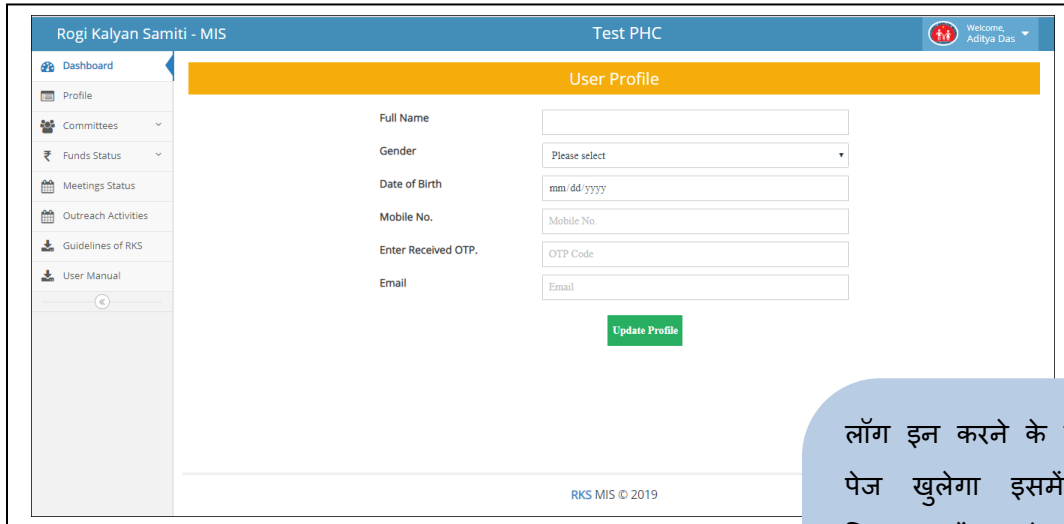 Rogi Kalyan Samiti - MIS
Test PHC
Welcome,
Aditya Das
Dashboard
Profile
Committees
Funds Status
Meetings Status
Outreach Activities
Guidelines of RKS
User Manual
User Profile
Full Name
Gender
Please select
Date of Birth
mm/dd/yyyy
Mobile No.
Mobile No.
Enter Received OTP.
OTP Code
Email
Email
Update Profile
लॉग इन करने के
पेज खुलेगा इसमें
RKS MIS © 2019